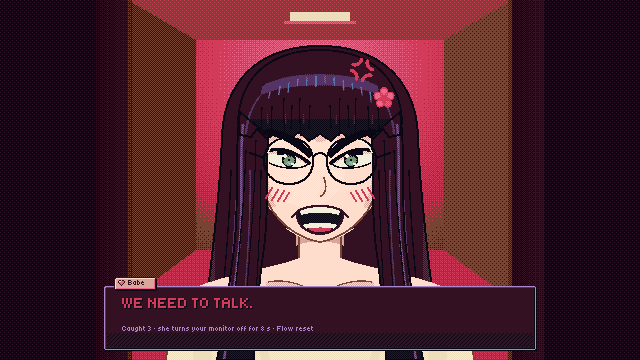 Babe
WE NEED TO TALK.
Caught 3 · she turns your monitor off for 8 s · Flow reset